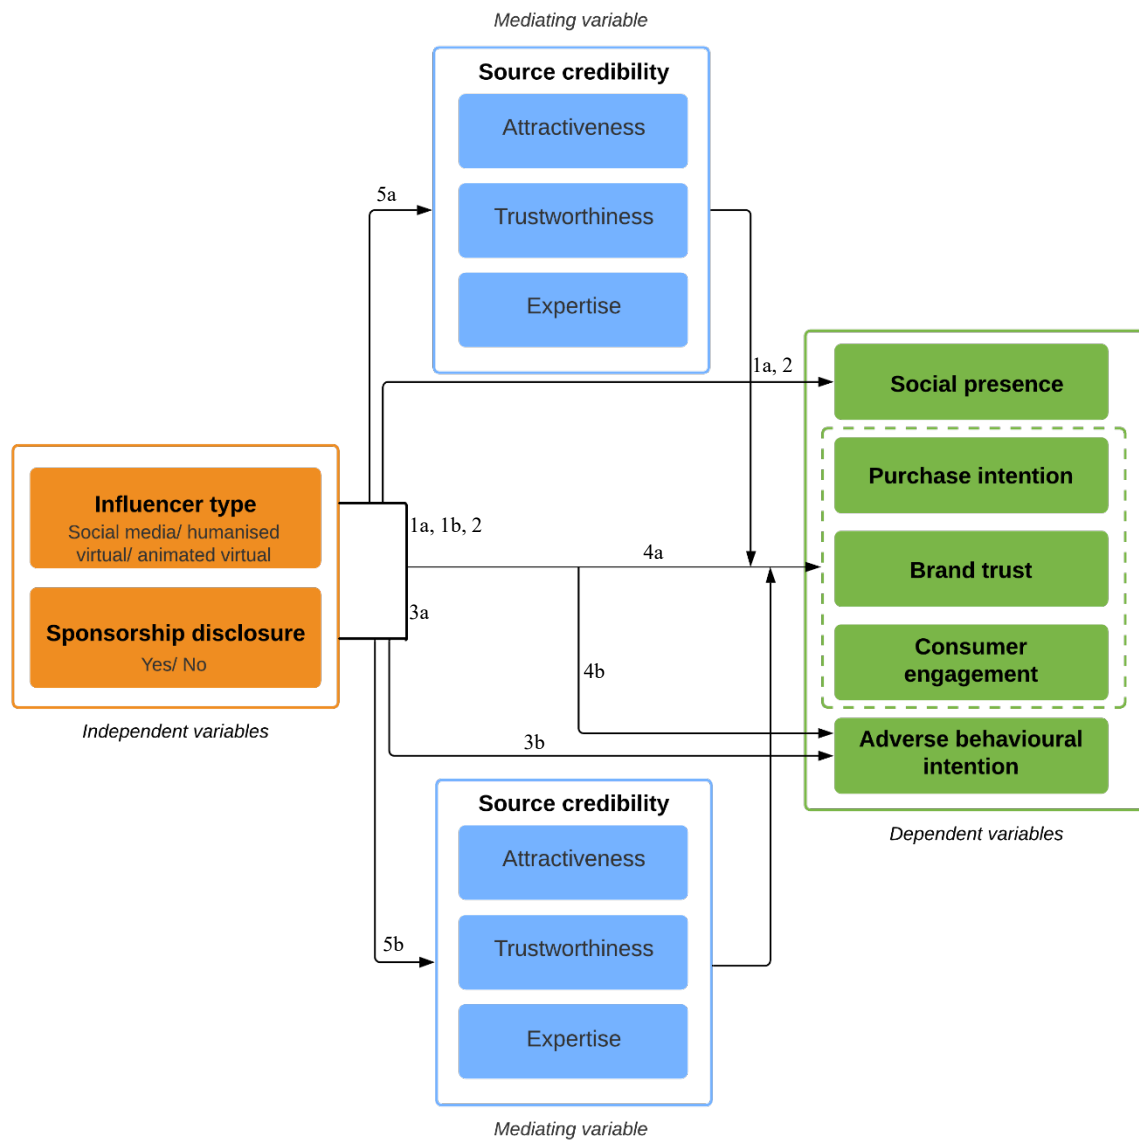 Mediating variable
Source credibility
Attractiveness
5a
Trustworthiness
Expertise
1a, 2
Social presence
Influencer type
Social media/ humanised
virtual/ animated virtual
Sponsorship disclosure
Yes/ No
Independent variables
1a, 1b, 2
3a
4a
4b
3b
Purchase intention
Brand trust
Consumer
engagement
Adverse behavioural
intention
Dependent variables
Source credibility
Attractiveness
5b
Trustworthiness
Expertise
Mediating variable